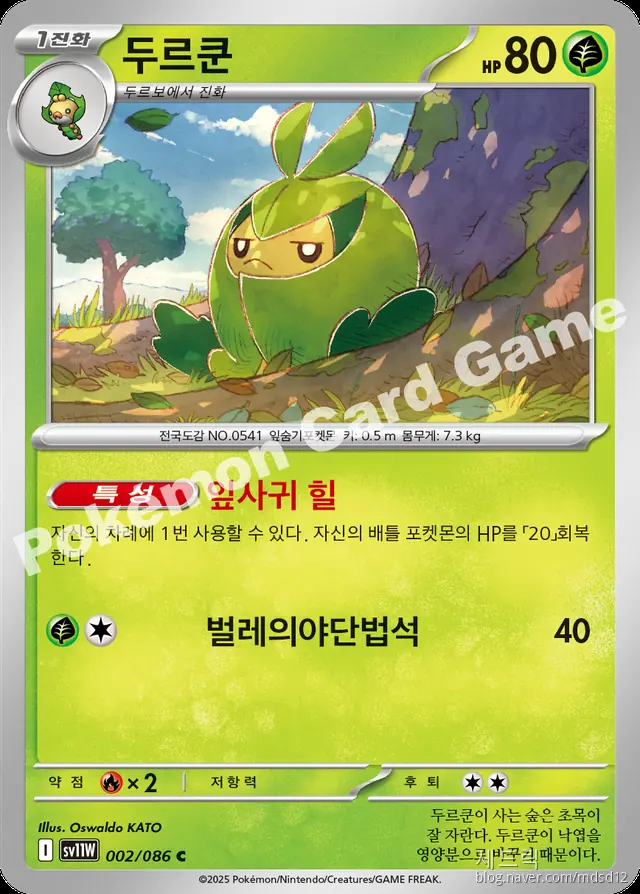 1진화
두르쿤
HP 80
두르보에서 진화
Pokémon Card Game
전국도감 NO.0541 잎숨기포켓몬 키: 0.5 m 몸무게: 7.3 kg
특성 잎사귀 힐
자신의 차례에 1번 사용할 수 있다. 자신의 배틀 포켓몬의 HP를 「20」회복
한다.
벌레의야단법석 40
약점 ×2 저항력 후퇴
Illus. Oswaldo KATO
I sv11W 002/086 C
두르쿤이 사는 숲은 초목이
잘 자란다. 두르쿤이 낙엽을
영양분으로 바꾸기 때문이다.
세드릭
blog.naver.com/mdsd12
©2025 Pokémon/Nintendo/Creatures/GAME FREAK.